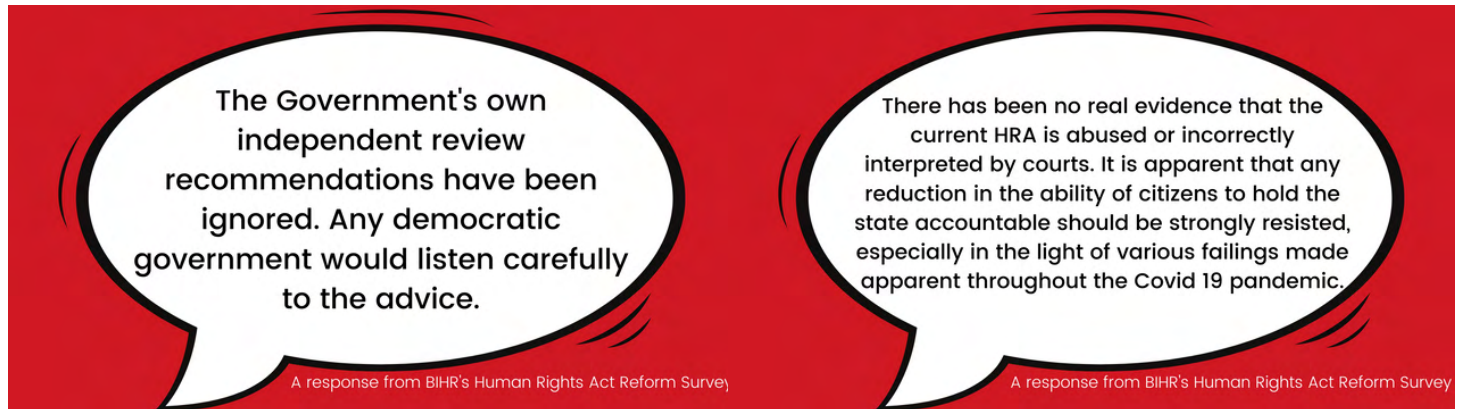 The Government's own
independent review
recommendations have been
ignored. Any democratic
government would listen carefully
to the advice.
A response from BIHR's Human Rights Act Reform Survey
There has been no real evidence that the
current HRA is abused or incorrectly
interpreted by courts. It is apparent that any
reduction in the ability of citizens to hold the
state accountable should be strongly resisted,
especially in the light of various failings made
apparent throughout the Covid 19 pandemic.
A response from BIHR's Human Rights Act Reform Survey